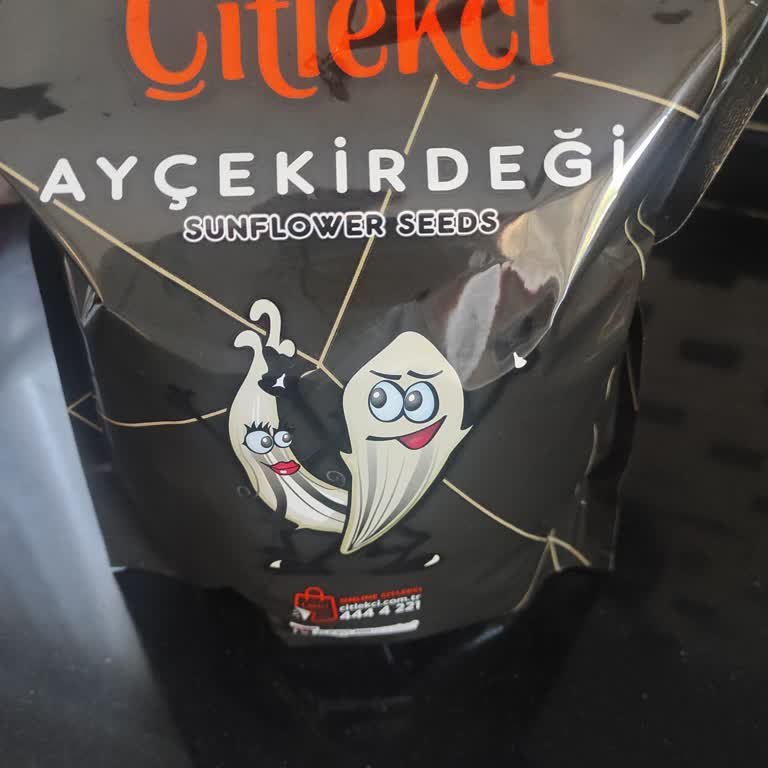 Çitlekçi
AYÇEKİRDEĞİ
SUNFLOWER SEEDS
ONLINE ÇİTLEKÇİ
citlekci.com.tr
444 4 221